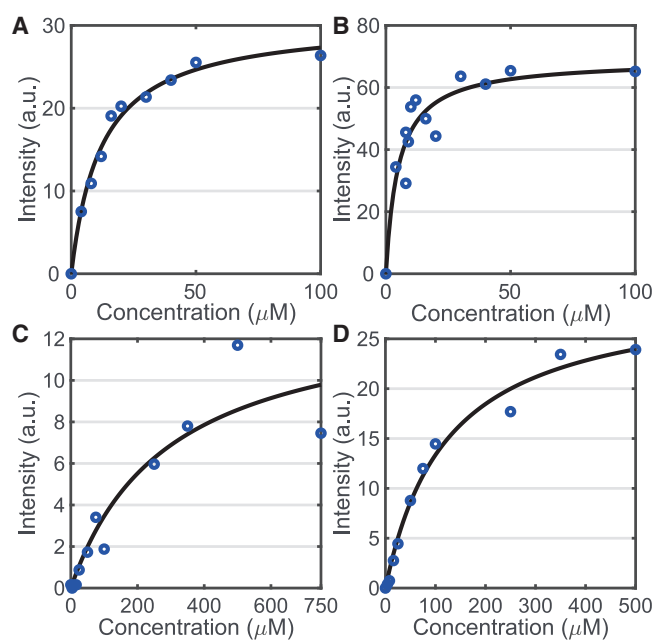 A
B
30
20
10
0
Intensity (a.u.)
0 50 100
Concentration (μM)
80
60
40
20
0
Intensity (a.u.)
0 50 100
Concentration (μM)
C
D
12
10
8
6
4
2
0
Intensity (a.u.)
0 200 400 600 750
Concentration (μM)
25
20
15
10
5
0
Intensity (a.u.)
0 100 200 300 400 500
Concentration (μM)